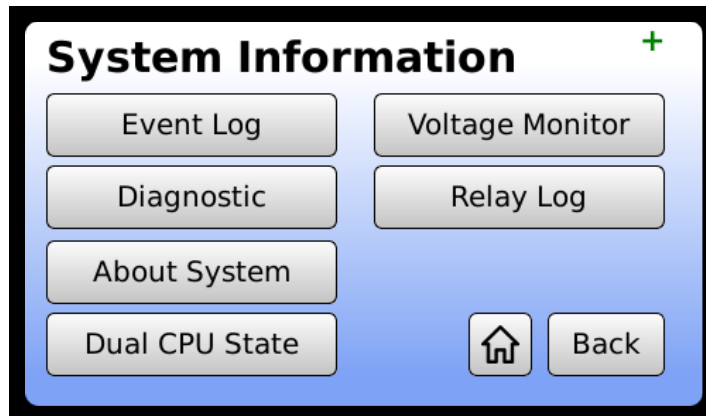 System Information +
Event Log
Voltage Monitor
Diagnostic
Relay Log
About System
Dual CPU State
Back